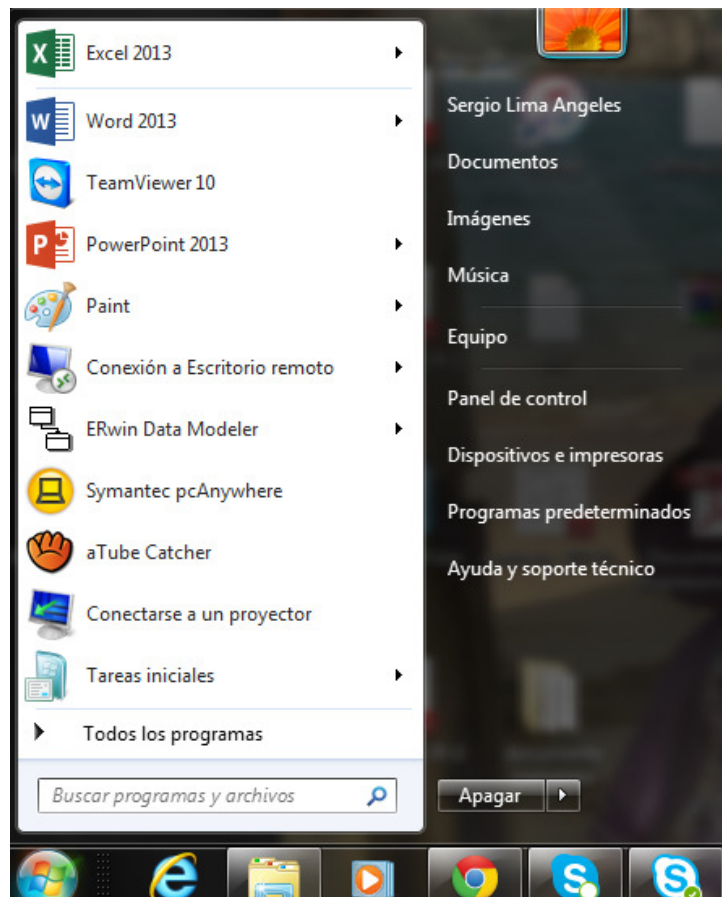 Excel 2013
Word 2013
TeamViewer 10
PowerPoint 2013
Paint
Conexión a Escritorio remoto
ERwin Data Modeler
Symantec pcAnywhere
aTube Catcher
Conectarse a un proyector
Tareas iniciales
Todos los programas
Buscar programas y archivos
Sergio Lima Angeles
Documentos
Imágenes
Música
Equipo
Panel de control
Dispositivos e impresoras
Programas predeterminados
Ayuda y soporte técnico
Apagar